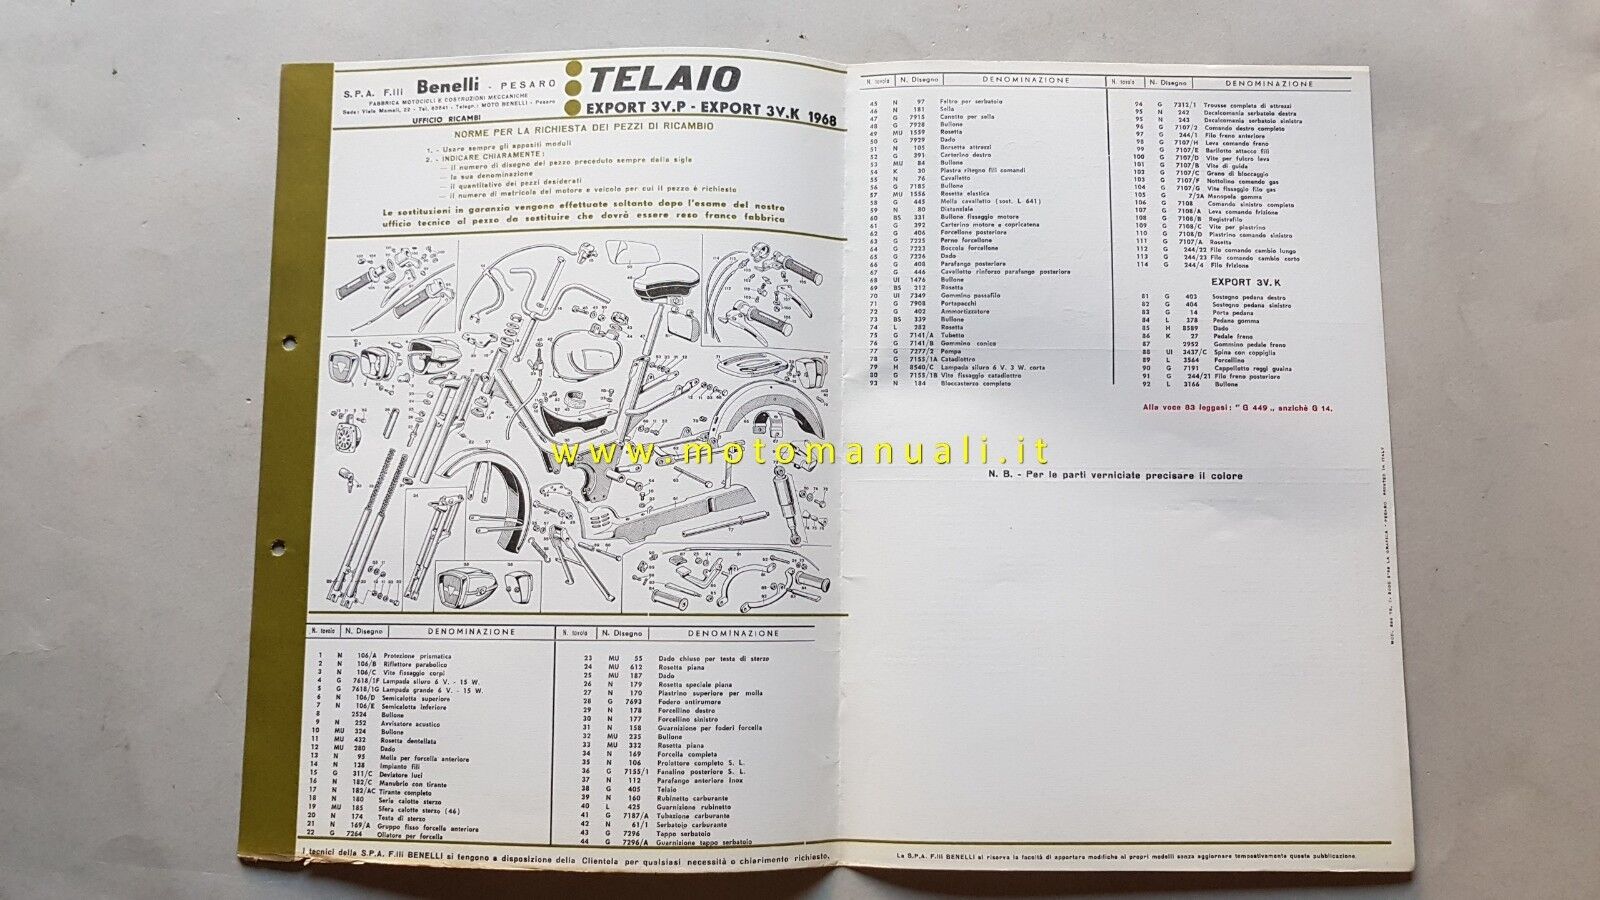 S.P.A. F.lli Benelli - PESARO
FABBRICA MOTOCICLI E COSTRUZIONI MECCANICHE
Sede: Viale Mameli, 22 - Tel. 63841 - Telegr.: MOTO BENELLI - Pesaro
UFFICIO RICAMBI
TELAIO
EXPORT 3V.P - EXPORT 3V.K 1968
NORME PER LA RICHIESTA DEI PEZZI DI RICAMBIO
1. - Usare sempre gli appositi moduli
2. - INDICARE CHIARAMENTE:
— il numero di disegno del pezzo preceduto sempre dalla sigla
— la sua denominazione
— il quantitativo dei pezzi desiderati
— il numero di matricola del motore e veicolo per cui il pezzo è richiesto
Le sostituzioni in garanzia vengono effettuate soltanto dopo l'esame del nostro
ufficio tecnico al pezzo da sostituire che dovrà essere reso franco fabbrica
N. tavola N. Disegno DENOMINAZIONE
1 N 106/A Protezione prismatica
2 N 106/B Riflettore parabolico
3 N 106/C Vite fissaggio corpi
4 G 7618/1F Lampada siluro 6 V. - 15 W.
5 G 7618/1G Lampada grande 6 V. - 15 W.
6 N 106/D Semicalotta superiore
7 N 106/E Semicalotta inferiore
8 2524 Bullone
9 N 252 Avvisatore acustico
10 MU 324 Bullone
11 MU 432 Rosetta dentellata
12 MU 280 Dado
13 N 95 Molla per forcella anteriore
14 N 138 Impianto fili
15 G 311/C Deviatore luci
16 N 182/C Manubrio con tirante
17 N 182/AC Tirante completo
18 N 180 Serie calotte sterzo
19 MU 185 Sfera calotte sterzo (46)
20 N 174 Testa di sterzo
21 N 169/A Gruppo fisso forcella anteriore
22 G 7264 Oliatore per forcella
N. tavola N. Disegno DENOMINAZIONE
23 MU 55 Dado chiuso per testa di sterzo
24 MU 612 Rosetta piana
25 MU 187 Dado
26 N 179 Rosetta speciale piana
27 N 170 Piastrino superiore per molla
28 G 7693 Fodero antirumore
29 N 178 Forcellino destro
30 N 177 Forcellino sinistro
31 N 158 Guarnizione per foderi forcella
32 MU 235 Bullone
33 MU 332 Rosetta piana
34 N 169 Forcella completa
35 N 106 Proiettore completo S. L.
36 G 7155/1 Fanalino posteriore S. L.
37 N 112 Parafango anteriore Inox
38 G 405 Telaio
39 N 160 Rubinetto carburante
40 L 425 Guarnizione rubinetto
41 G 7187/A Tubazione carburante
42 N 61/1 Serbatoio carburante
43 G 7296 Tappo serbatoio
44 G 7296/A Guarnizione tappo serbatoio
I tecnici della S.P.A. F.lli BENELLI si tengono a disposizione della Clientela per qualsiasi necessità o chiarimento richiesto.
N. tavola N. Disegno DENOMINAZIONE
45 N 97 Feltro per serbatoio
46 N 181 Sella
47 G 7915 Canotto per sella
48 G 7928 Bullone
49 MU 1559 Rosetta
50 G 7929 Dado
51 N 105 Borsetta attrezzi
52 G 391 Carterino destro
53 MU 84 Bullone
54 K 30 Piastra ritegno fili comandi
55 N 76 Cavalletto
56 G 7185 Bullone
57 MU 1556 Rosetta elastica
58 G 445 Molla cavalletto (sost. L 641)
59 N 80 Distanziale
60 BS 331 Bullone fissaggio motore
61 G 392 Carterino motore e copricatena
62 G 406 Forcellone posteriore
63 G 7225 Perno forcellone
64 G 7223 Boccola forcellone
65 G 7226 Dado
66 G 408 Parafango posteriore
67 G 446 Cavalletto rinforzo parafango posteriore
68 UI 1476 Bullone
69 BS 212 Rosetta
70 UI 7349 Gommino passafilo
71 G 7908 Portapacchi
72 G 402 Ammortizzatore
73 BS 339 Bullone
74 L 282 Rosetta
75 G 7141/A Tubetto
76 G 7141/B Gommino conico
77 G 7277/2 Pompa
78 G 7155/1A Catadiottro
79 H 8540/C Lampada siluro 6 V. 3 W. corta
80 G 7155/1B Vite fissaggio catadiottro
93 N 184 Bloccasterzo completo
N. tavola N. Disegno DENOMINAZIONE
94 G 7312/1 Trousse completa di attrezzi
95 N 242 Decalcomania serbatoio destra
95 N 243 Decalcomania serbatoio sinistra
96 G 7107/2 Comando destro completo
97 G 244/1 Filo freno anteriore
98 G 7107/H Leva comando freno
99 G 7107/E Barilotto attacco fili
100 G 7107/D Vite per fulcro leva
101 G 7107/B Vite di guida
102 G 7107/C Grano di bloccaggio
103 G 7107/F Nottolino comando gas
104 G 7107/G Vite fissaggio filo gas
105 G 7/2A Manopola gomma
106 G 7108 Comando sinistro completo
107 G 7108/A Leva comando frizione
108 G 7108/B Registrafilo
109 G 7108/C Vite per piastrino
110 G 7108/D Piastrino comando sinistro
111 G 7107/A Rosetta
112 G 244/22 Filo comando cambio lungo
113 G 244/23 Filo comando cambio corto
114 G 244/4 Filo frizione
EXPORT 3V.K
81 G 403 Sostegno pedana destro
82 G 404 Sostegno pedana sinistro
83 G 14 Porta pedana
84 L 378 Pedana gomma
85 H 8589 Dado
86 K 27 Pedale freno
87 2952 Gommino pedale freno
88 UI 3437/C Spina con coppiglia
89 L 3564 Forcellino
90 G 7191 Cappellotto reggi guaina
91 G 244/21 Filo freno posteriore
92 L 3166 Bullone
Alla voce 83 leggasi: "G 449„ anzichè G 14.
N. B. - Per le parti verniciate precisare il colore
La S.P.A. F.lli BENELLI si riserva la facoltà di apportare modifiche ai propri modelli senza aggiornare tempestivamente questa pubblicazione.
www.motomanuali.it